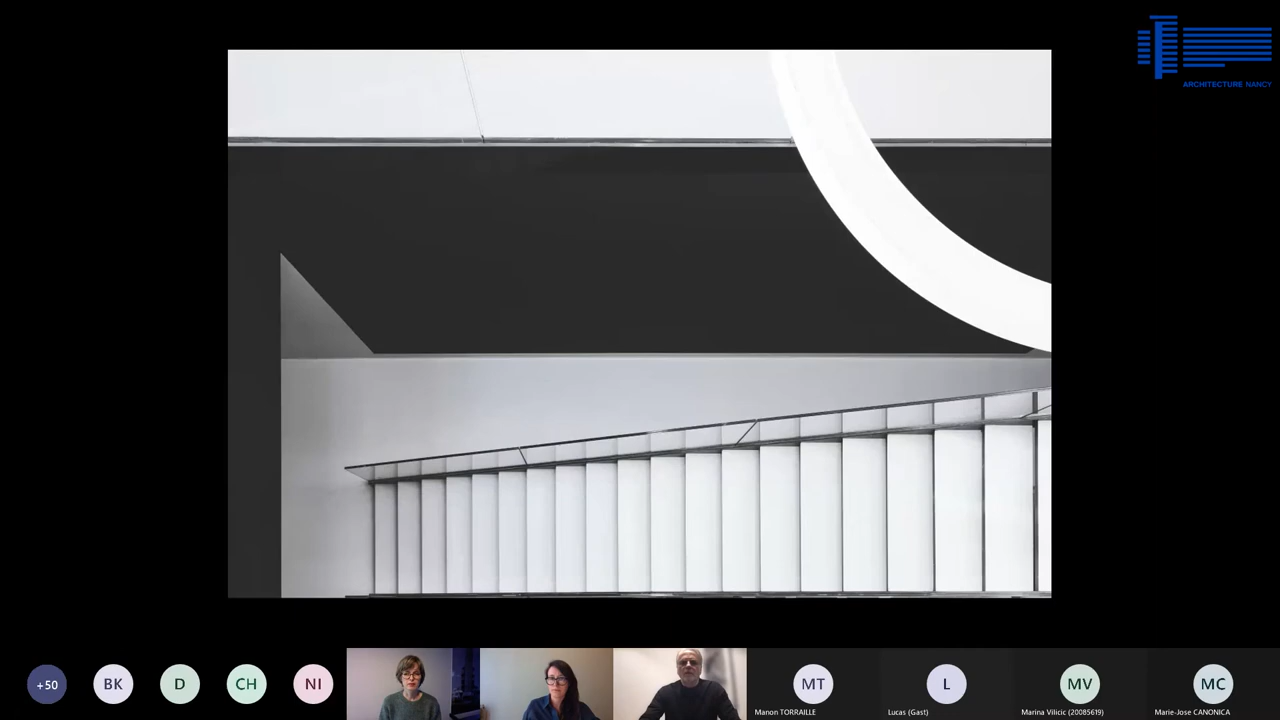 ARCHITECTURE NANCY
+50
BK
D
CH
NI
MT
Manon TORRAILLE
L
Lucas (Gast)
MV
Marina Vilicic (20085619)
MC
Marie-Jose CANONICA